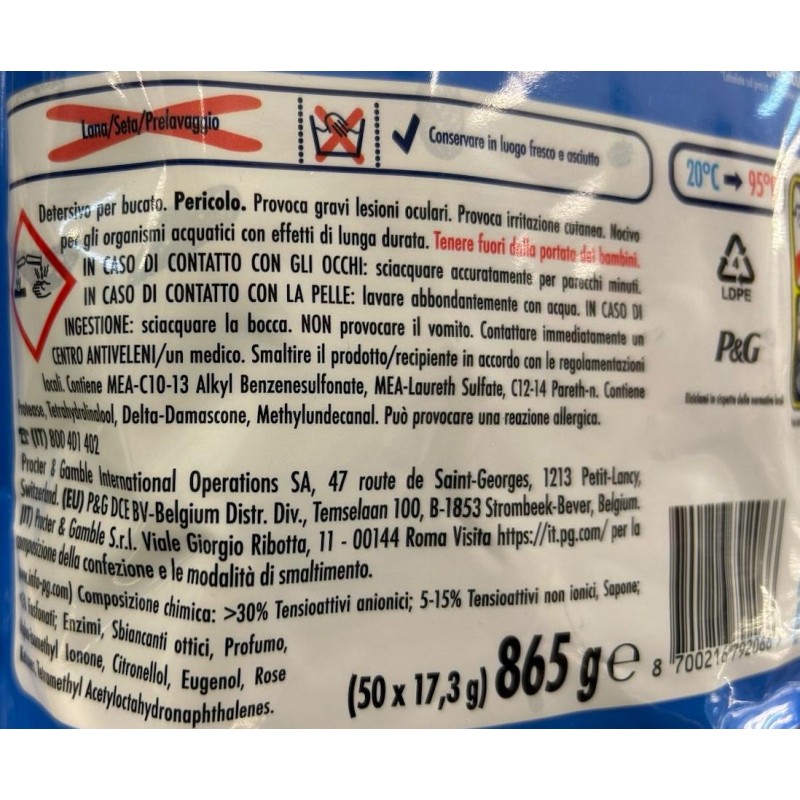 Lana/Seta/Prelavaggio
Conservare in luogo fresco e asciutto
20°C → 95°C
Detersivo per bucato. Pericolo. Provoca gravi lesioni oculari. Provoca irritazione cutanea. Nocivo
per gli organismi acquatici con effetti di lunga durata. Tenere fuori dalla portata dei bambini.
IN CASO DI CONTATTO CON GLI OCCHI: sciacquare accuratamente per parecchi minuti.
IN CASO DI CONTATTO CON LA PELLE: lavare abbondantemente con acqua. IN CASO DI
INGESTIONE: sciacquare la bocca. NON provocare il vomito. Contattare immediatamente un
CENTRO ANTIVELENI/un medico. Smaltire il prodotto/recipiente in accordo con le regolamentazioni
locali. Contiene MEA-C10-13 Alkyl Benzenesulfonate, MEA-Laureth Sulfate, C12-14 Pareth-n. Contiene
Protease, Tetrahydrolinalool, Delta-Damascone, Methylundecanal. Può provocare una reazione allergica.
☎ (IT) 800 401 402
4
LDPE
P&G
Procter & Gamble International Operations SA, 47 route de Saint-Georges, 1213 Petit-Lancy,
Switzerland. (EU) P&G DCE BV-Belgium Distr. Div., Temselaan 100, B-1853 Strombeek-Bever, Belgium.
(IT) Procter & Gamble S.r.l. Viale Giorgio Ribotta, 11 - 00144 Roma Visita https://it.pg.com/ per la
composizione della confezione e le modalità di smaltimento.
(www.info-pg.com) Composizione chimica: >30% Tensioattivi anionici; 5-15% Tensioattivi non ionici, Sapone;
Fosfonati; Enzimi, Sbiancanti ottici, Profumo,
Ionone, Citronellol, Eugenol, Rose
Tetramethyl Acetyloctahydronaphthalenes.
(50 x 17,3 g) 865 g e
8 700216 792066